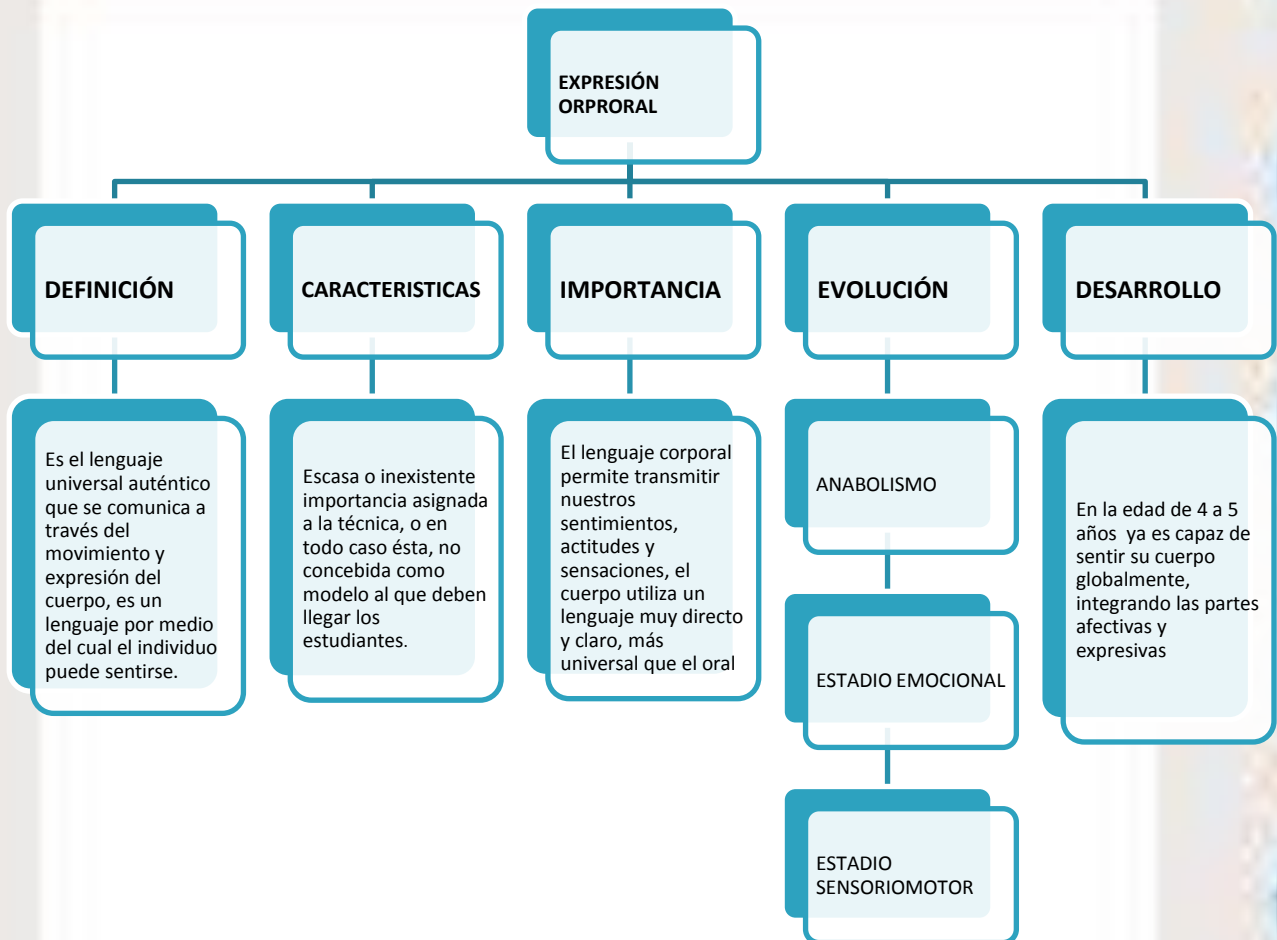 EXPRESIÓN
ORPRORAL
DEFINICIÓN
CARACTERISTICAS
IMPORTANCIA
EVOLUCIÓN
DESARROLLO
Es el lenguaje
universal auténtico
que se comunica a
través del
movimiento y
expresión del
cuerpo, es un
lenguaje por medio
del cual el individuo
puede sentirse.
Escasa o inexistente
importancia asignada
a la técnica, o en
todo caso ésta, no
concebida como
modelo al que deben
llegar los
estudiantes.
El lenguaje corporal
permite transmitir
nuestros
sentimientos,
actitudes y
sensaciones, el
cuerpo utiliza un
lenguaje muy directo
y claro, más
universal que el oral
ANABOLISMO
ESTADIO EMOCIONAL
ESTADIO
SENSORIOMOTOR
En la edad de 4 a 5
años  ya es capaz de
sentir su cuerpo
globalmente,
integrando las partes
afectivas y
expresivas